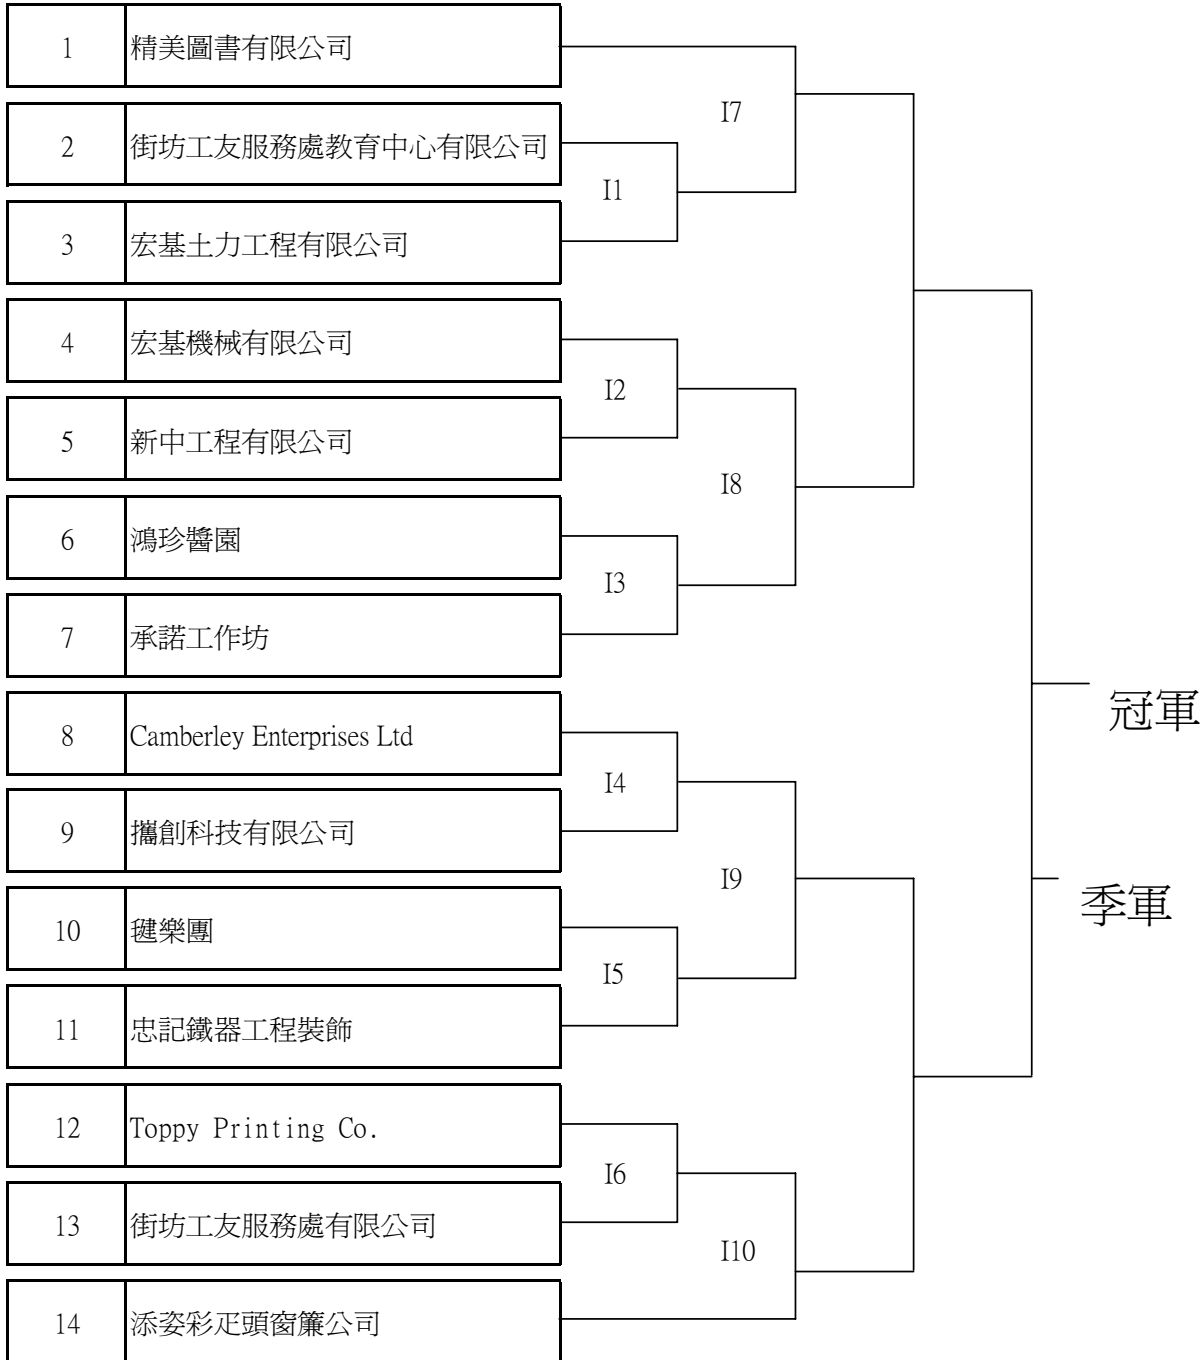 1 精美圖書有限公司
I7
2 街坊工友服務處教育中心有限公司
I1
3 宏基土力工程有限公司
4 宏基機械有限公司
I2
5 新中工程有限公司
I8
6 鴻珍醬園
I3
7 承諾工作坊
冠軍
8 Camberley Enterprises Ltd
I4
9 攜創科技有限公司
I9
季軍
10 毽樂團
I5
11 忠記鐵器工程裝飾
12 Toppy Printing Co.
I6
13 街坊工友服務處有限公司
I10
14 添姿彩疋頭窗簾公司